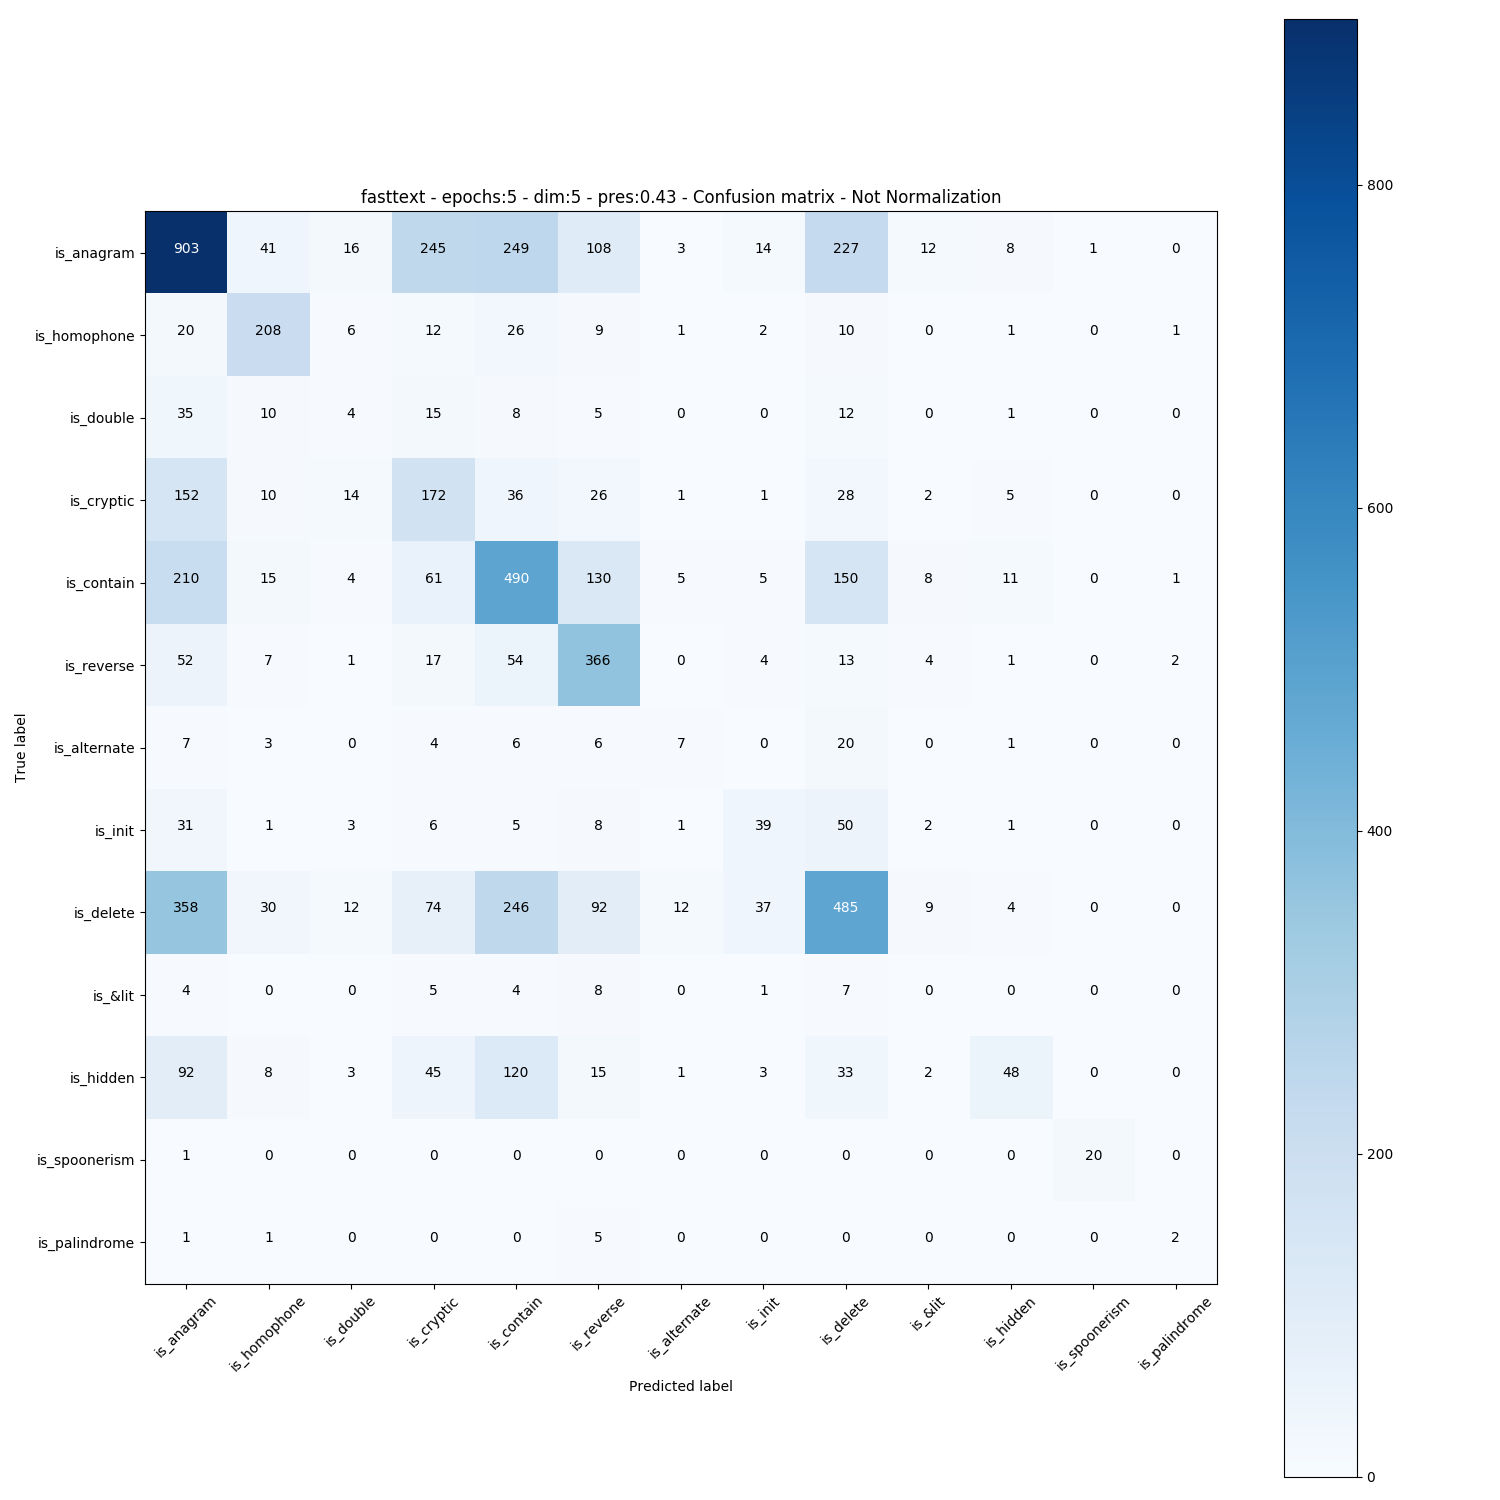 fasttext - epochs:5 - dim:5 - pres:0.43 - Confusion matrix - Not Normalization
is_anagram 903 41 16 245 249 108 3 14 227 12 8 1 0
is_homophone 20 208 6 12 26 9 1 2 10 0 1 0 1
is_double 35 10 4 15 8 5 0 0 12 0 1 0 0
is_cryptic 152 10 14 172 36 26 1 1 28 2 5 0 0
is_contain 210 15 4 61 490 130 5 5 150 8 11 0 1
is_reverse 52 7 1 17 54 366 0 4 13 4 1 0 2
is_alternate 7 3 0 4 6 6 7 0 20 0 1 0 0
is_init 31 1 3 6 5 8 1 39 50 2 1 0 0
is_delete 358 30 12 74 246 92 12 37 485 9 4 0 0
is_&lit 4 0 0 5 4 8 0 1 7 0 0 0 0
is_hidden 92 8 3 45 120 15 1 3 33 2 48 0 0
is_spoonerism 1 0 0 0 0 0 0 0 0 0 0 20 0
is_palindrome 1 1 0 0 0 5 0 0 0 0 0 0 2
True label
is_anagram is_homophone is_double is_cryptic is_contain is_reverse is_alternate is_init is_delete is_&lit is_hidden is_spoonerism is_palindrome
Predicted label
800
600
400
200
0